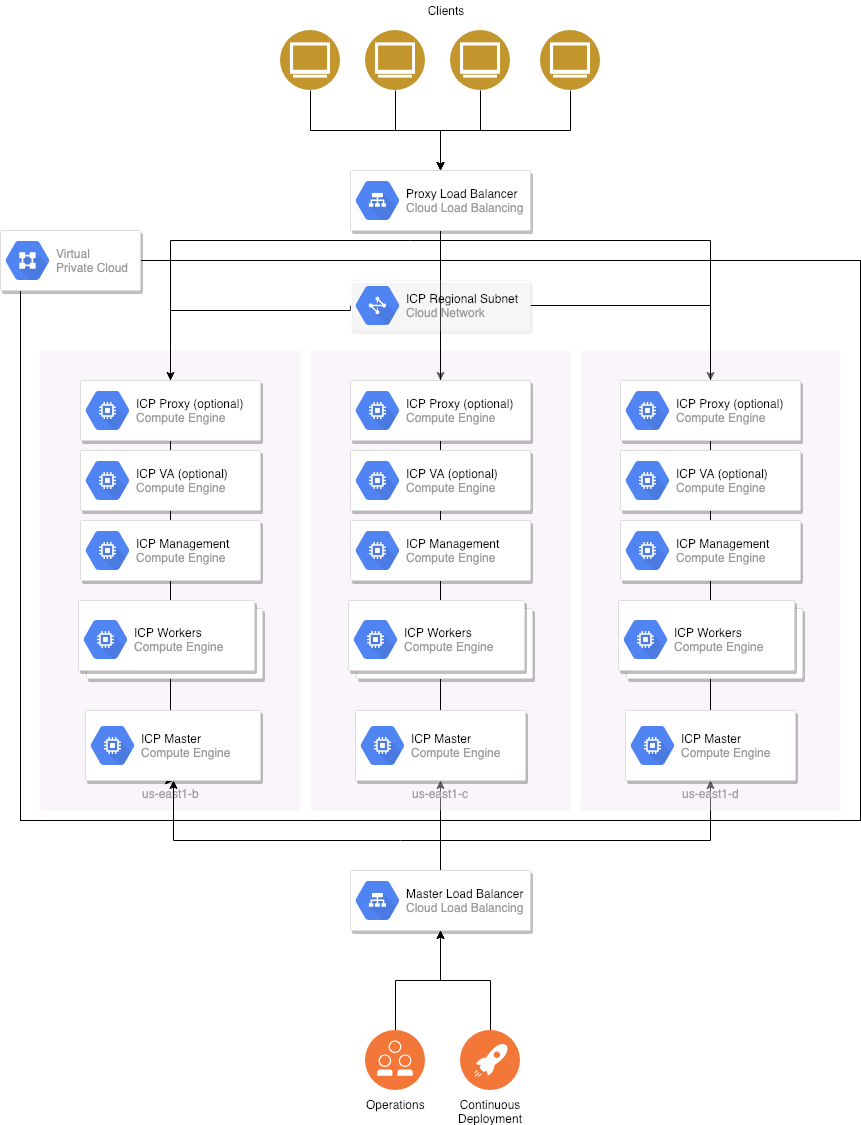 Clients
Proxy Load Balancer
Cloud Load Balancing
Virtual
Private Cloud
ICP Regional Subnet
Cloud Network
ICP Proxy (optional)
Compute Engine
ICP Proxy (optional)
Compute Engine
ICP Proxy (optional)
Compute Engine
ICP VA (optional)
Compute Engine
ICP VA (optional)
Compute Engine
ICP VA (optional)
Compute Engine
ICP Management
Compute Engine
ICP Management
Compute Engine
ICP Management
Compute Engine
ICP Workers
Compute Engine
ICP Workers
Compute Engine
ICP Workers
Compute Engine
ICP Master
Compute Engine
ICP Master
Compute Engine
ICP Master
Compute Engine
us-east1-b
us-east1-c
us-east1-d
Master Load Balancer
Cloud Load Balancing
Operations
Continuous
Deployment